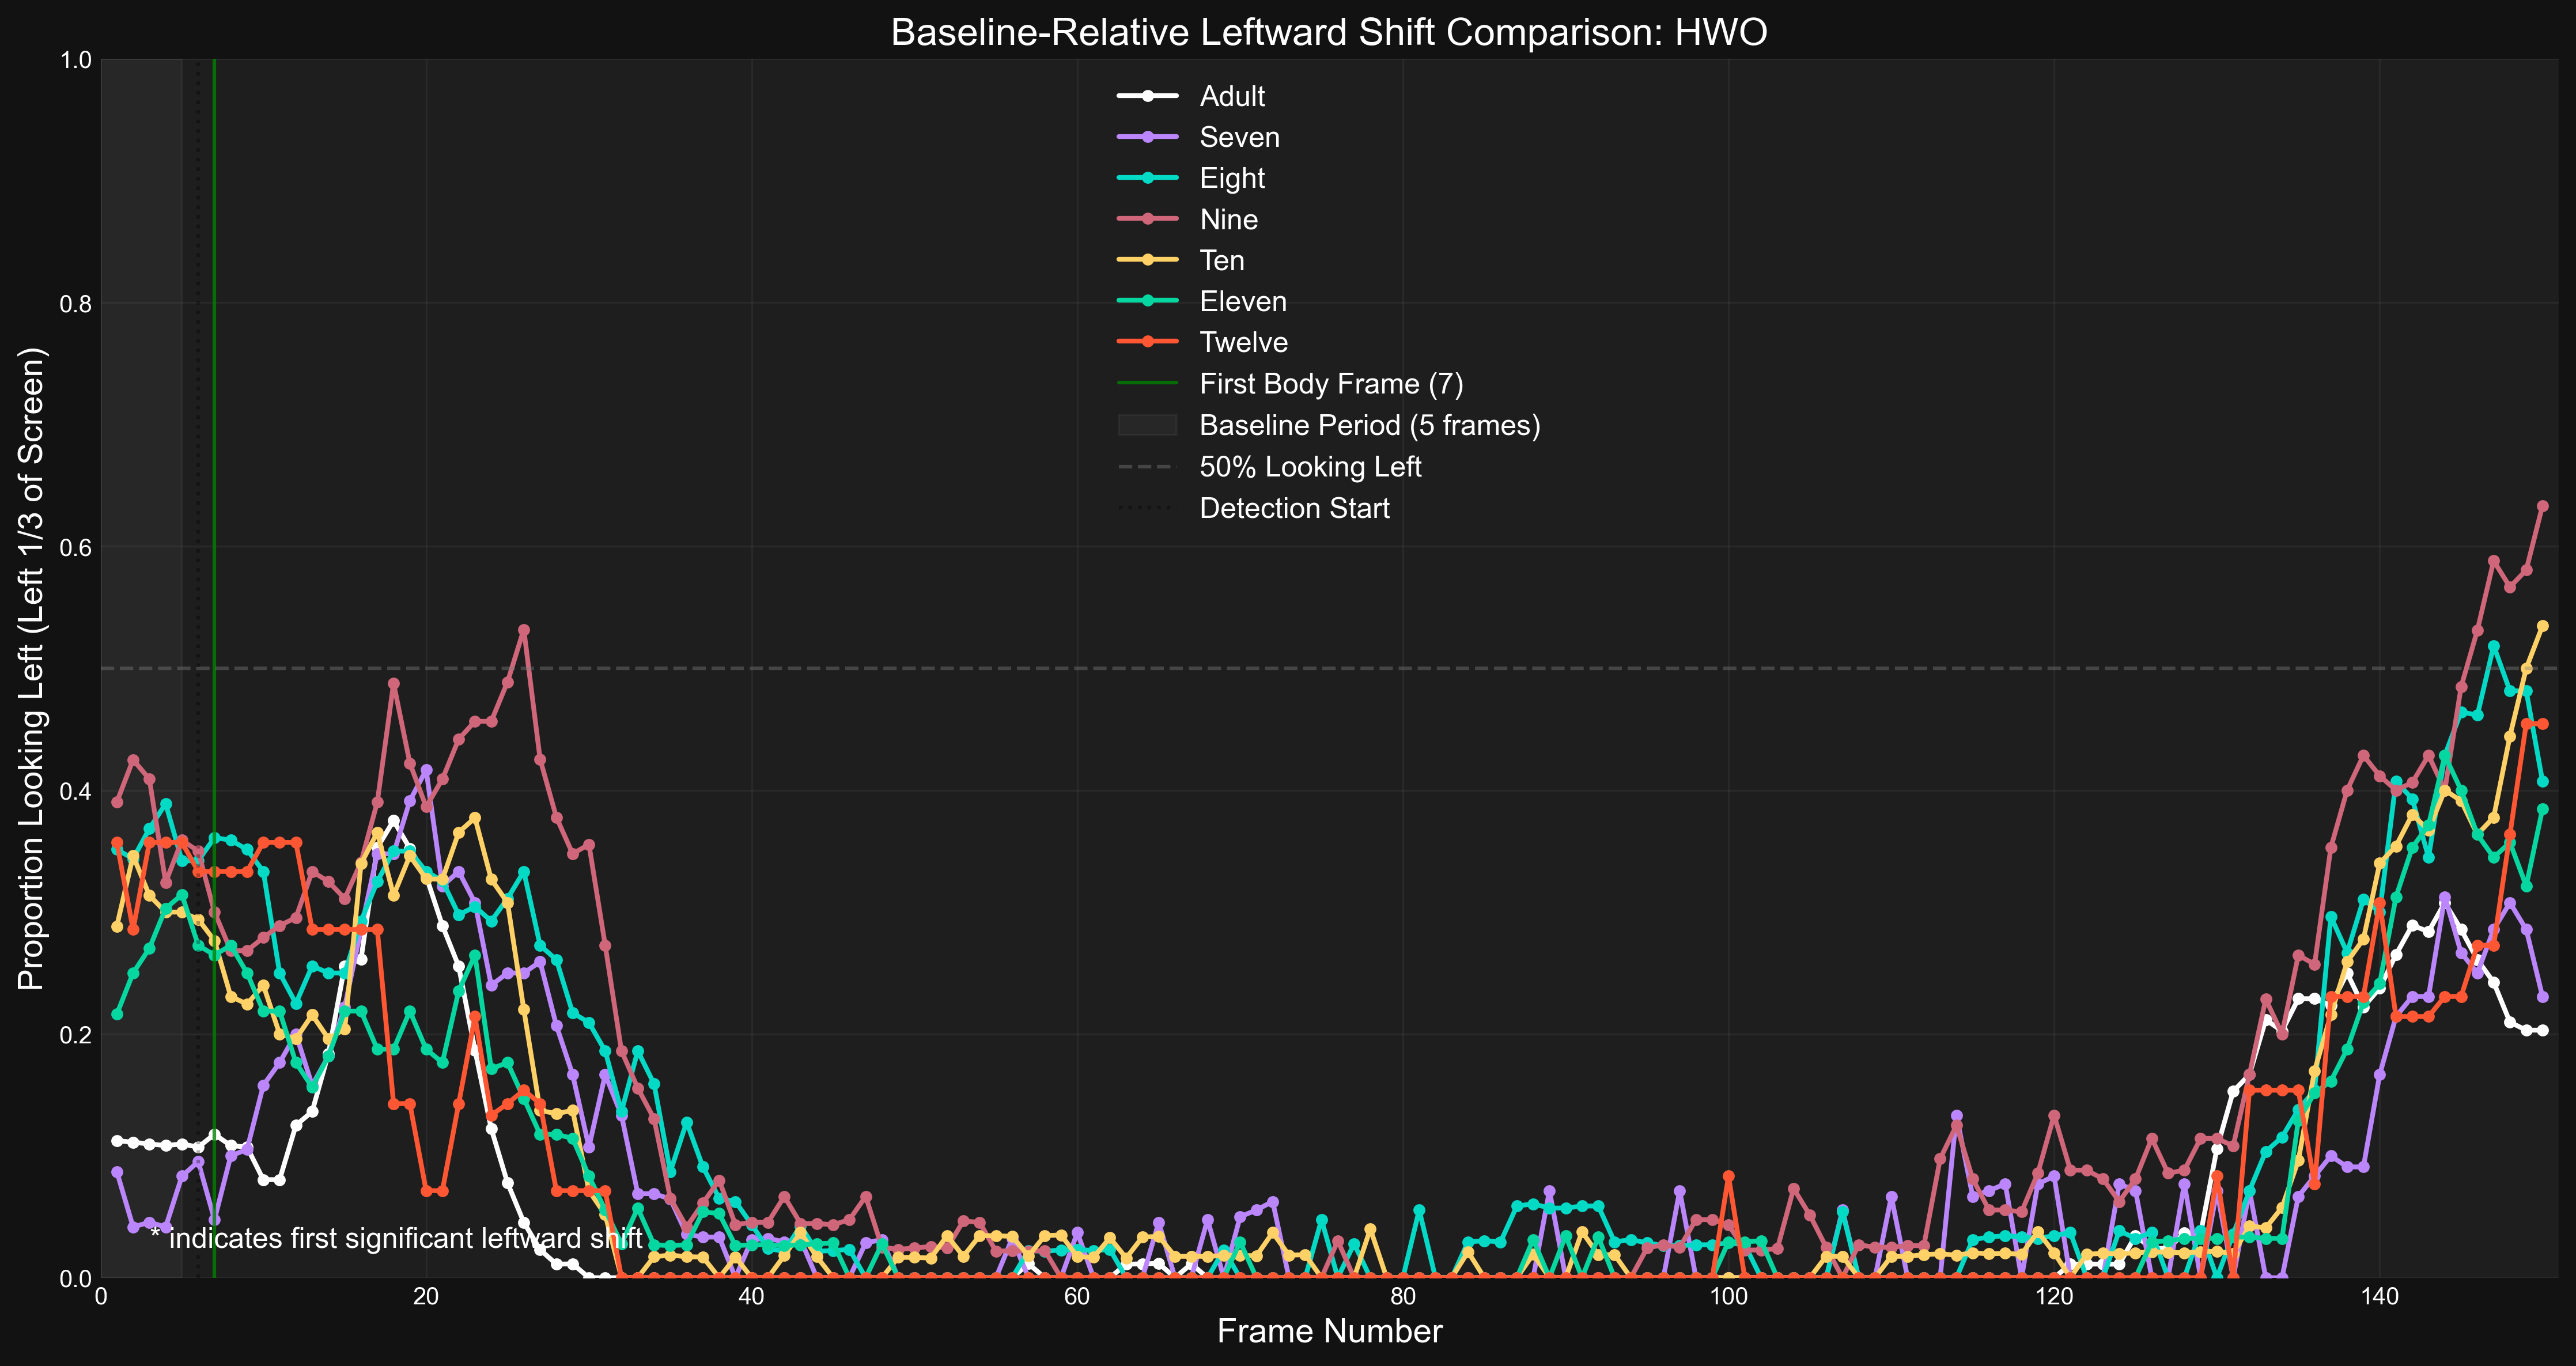 Baseline-Relative Leftward Shift Comparison: HWO
Proportion Looking Left (Left 1/3 of Screen)
1.0
0.8
0.6
0.4
0.2
0.0
Adult
Seven
Eight
Nine
Ten
Eleven
Twelve
First Body Frame (7)
Baseline Period (5 frames)
50% Looking Left
Detection Start
* indicates first significant leftward shift
0 20 40 60 80 100 120 140
Frame Number